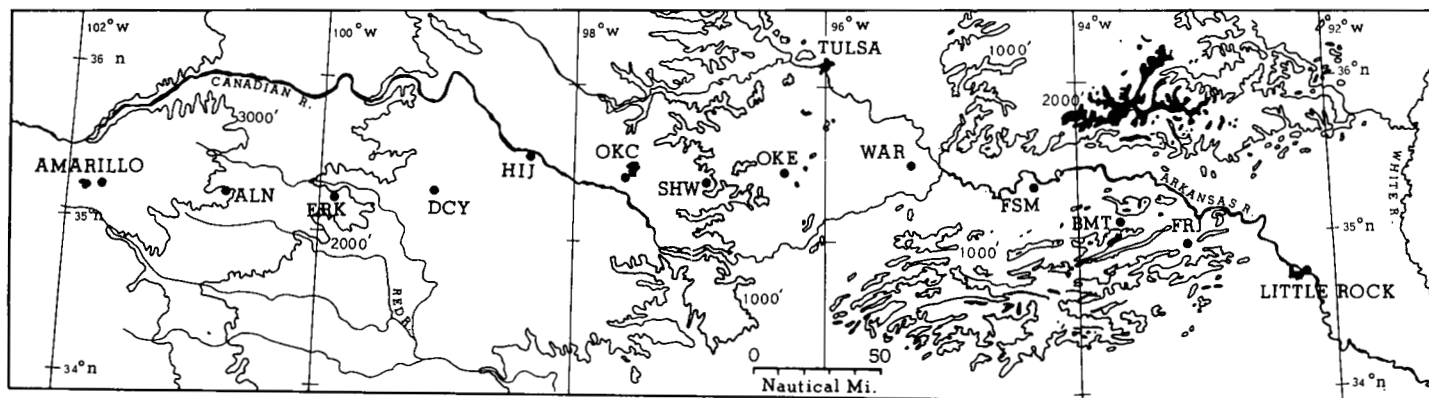 102°W
100°W
98°W
96°W
94°W
92°W
36°n
CANADIAN R.
3000'
TULSA
1000'
2000'
36°n
AMARILLO
ALN
ERK
DCY
HIJ
OKC
SHW
OKE
WAR
FSM
ARKANSAS R.
WHITE R.
BMT
FRJ
35°n
2000'
35°n
1000'
1000'
RED R.
LITTLE ROCK
34°n
0 50
Nautical Mi.
34°n